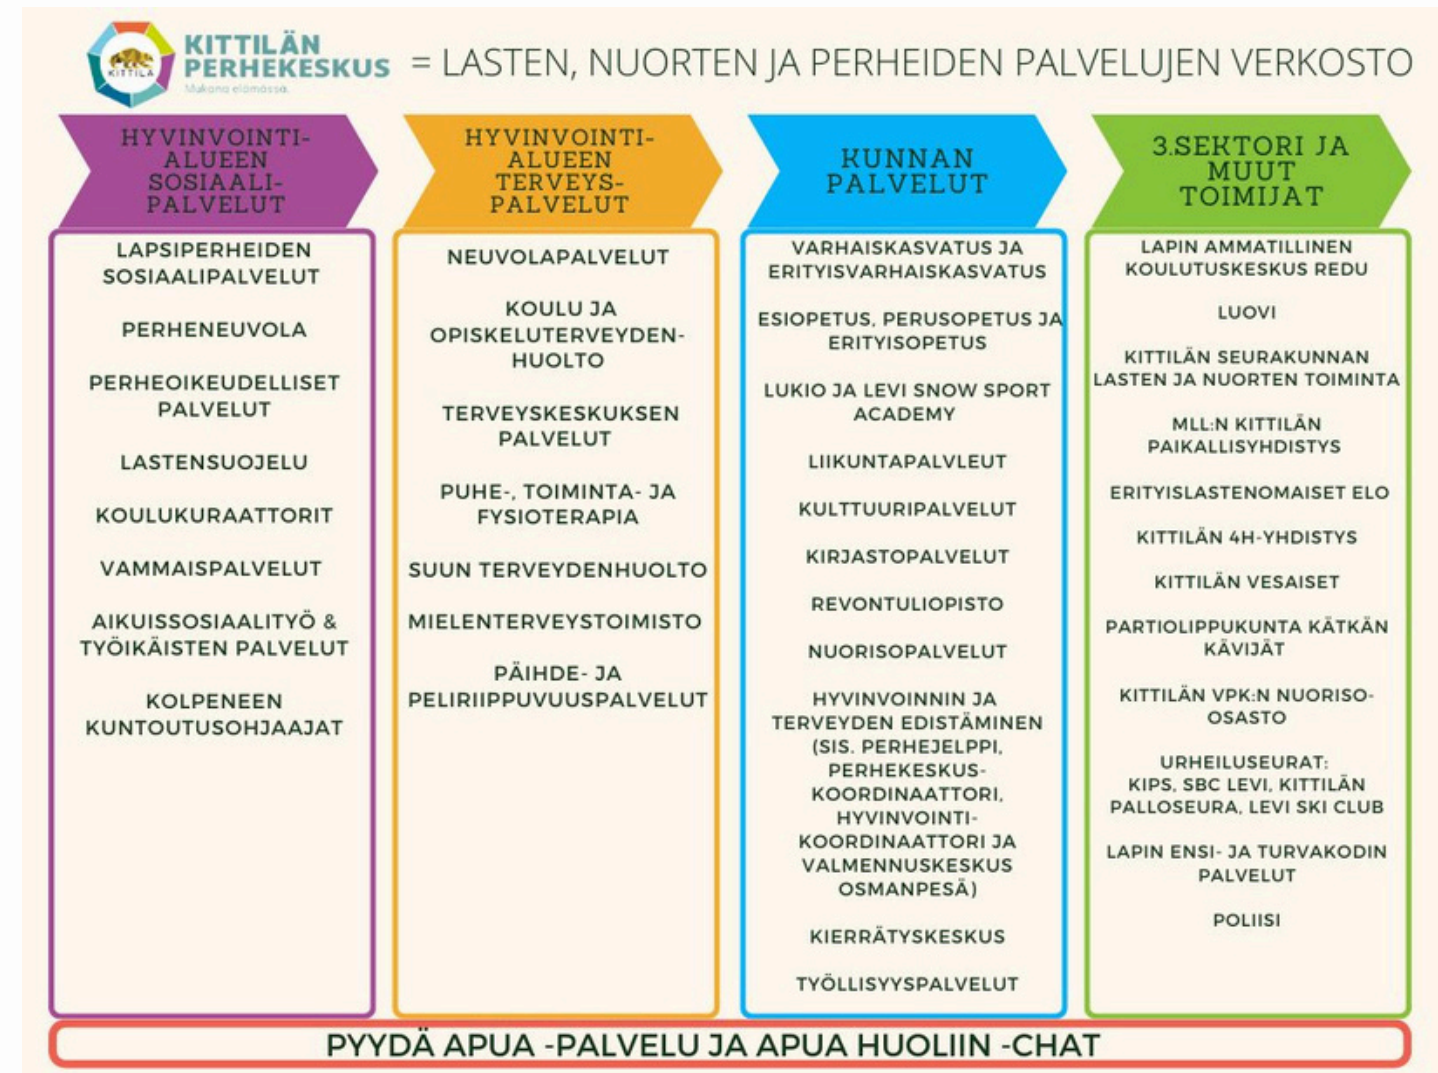 KITTILÄ
KITTILÄN
PERHEKESKUS
Mukana elämässä.
= LASTEN, NUORTEN JA PERHEIDEN PALVELUJEN VERKOSTO
HYVINVOINTI-
ALUEEN
SOSIAALI-
PALVELUT
LAPSIPERHEIDEN
SOSIAALIPALVELUT
PERHENEUVOLA
PERHEOIKEUDELLISET
PALVELUT
LASTENSUOJELU
KOULUKURAATTORIT
VAMMAISPALVELUT
AIKUISSOSIAALITYÖ &
TYÖIKÄISTEN PALVELUT
KOLPENEEN
KUNTOUTUSOHJAAJAT
HYVINVOINTI-
ALUEEN
TERVEYS-
PALVELUT
NEUVOLAPALVELUT
KOULU JA
OPISKELUTERVEYDEN-
HUOLTO
TERVEYSKESKUKSEN
PALVELUT
PUHE-, TOIMINTA- JA
FYSIOTERAPIA
SUUN TERVEYDENHUOLTO
MIELENTERVEYSTOIMISTO
PÄIHDE- JA
PELIRIIPPUVUUSPALVELUT
KUNNAN
PALVELUT
VARHAISKASVATUS JA
ERITYISVARHAISKASVATUS
ESIOPETUS, PERUSOPETUS JA
ERITYISOPETUS
LUKIO JA LEVI SNOW SPORT
ACADEMY
LIIKUNTAPALVLEUT
KULTTUURIPALVELUT
KIRJASTOPALVELUT
REVONTULIOPISTO
NUORISOPALVELUT
HYVINVOINNIN JA
TERVEYDEN EDISTÄMINEN
(SIS. PERHEJELPPI,
PERHEKESKUS-
KOORDINAATTORI,
HYVINVOINTI-
KOORDINAATTORI JA
VALMENNUSKESKUS
OSMANPESÄ)
KIERRÄTYSKESKUS
TYÖLLISYYSPALVELUT
3.SEKTORI JA
MUUT
TOIMIJAT
LAPIN AMMATILLINEN
KOULUTUSKESKUS REDU
LUOVI
KITTILÄN SEURAKUNNAN
LASTEN JA NUORTEN TOIMINTA
MLL:N KITTILÄN
PAIKALLISYHDISTYS
ERITYISLASTENOMAISET ELO
KITTILÄN 4H-YHDISTYS
KITTILÄN VESAISET
PARTIOLIPPUKUNTA KÄTKÄN
KÄVIJÄT
KITTILÄN VPK:N NUORISO-
OSASTO
URHEILUSEURAT:
KIPS, SBC LEVI, KITTILÄN
PALLOSEURA, LEVI SKI CLUB
LAPIN ENSI- JA TURVAKODIN
PALVELUT
POLIISI
PYYDÄ APUA -PALVELU JA APUA HUOLIIN -CHAT